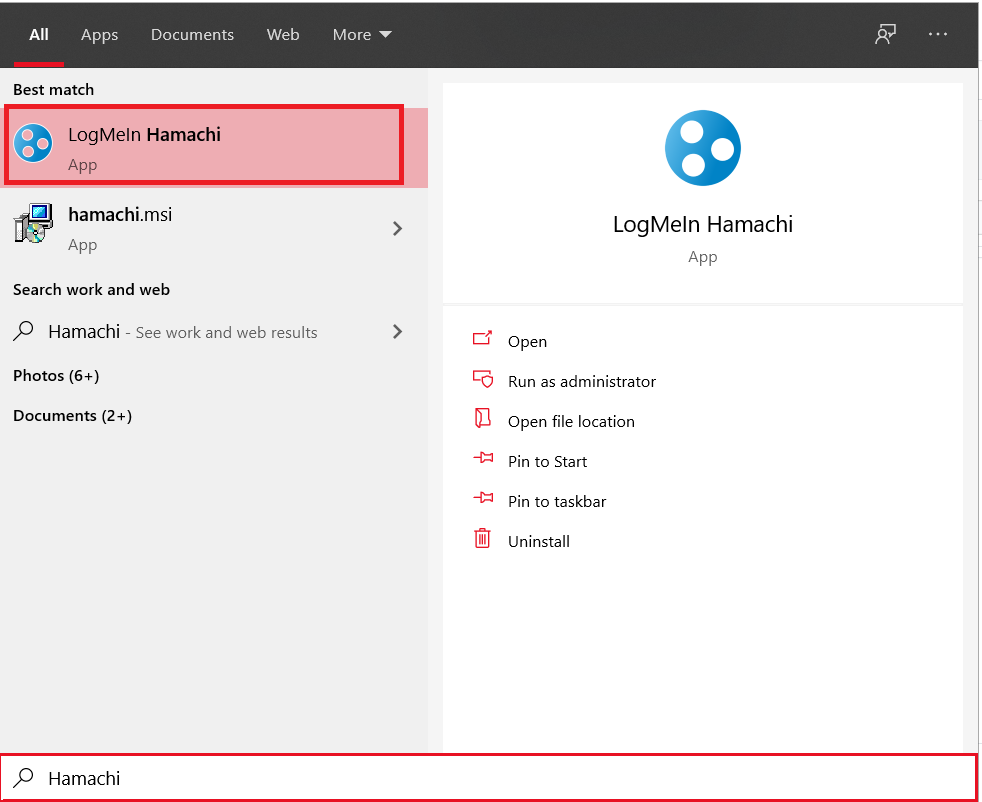 All Apps Documents Web More
Best match
LogMeIn Hamachi
App
hamachi.msi
App
Search work and web
Hamachi - See work and web results
Photos (6+)
Documents (2+)
LogMeIn Hamachi
App
Open
Run as administrator
Open file location
Pin to Start
Pin to taskbar
Uninstall
Hamachi